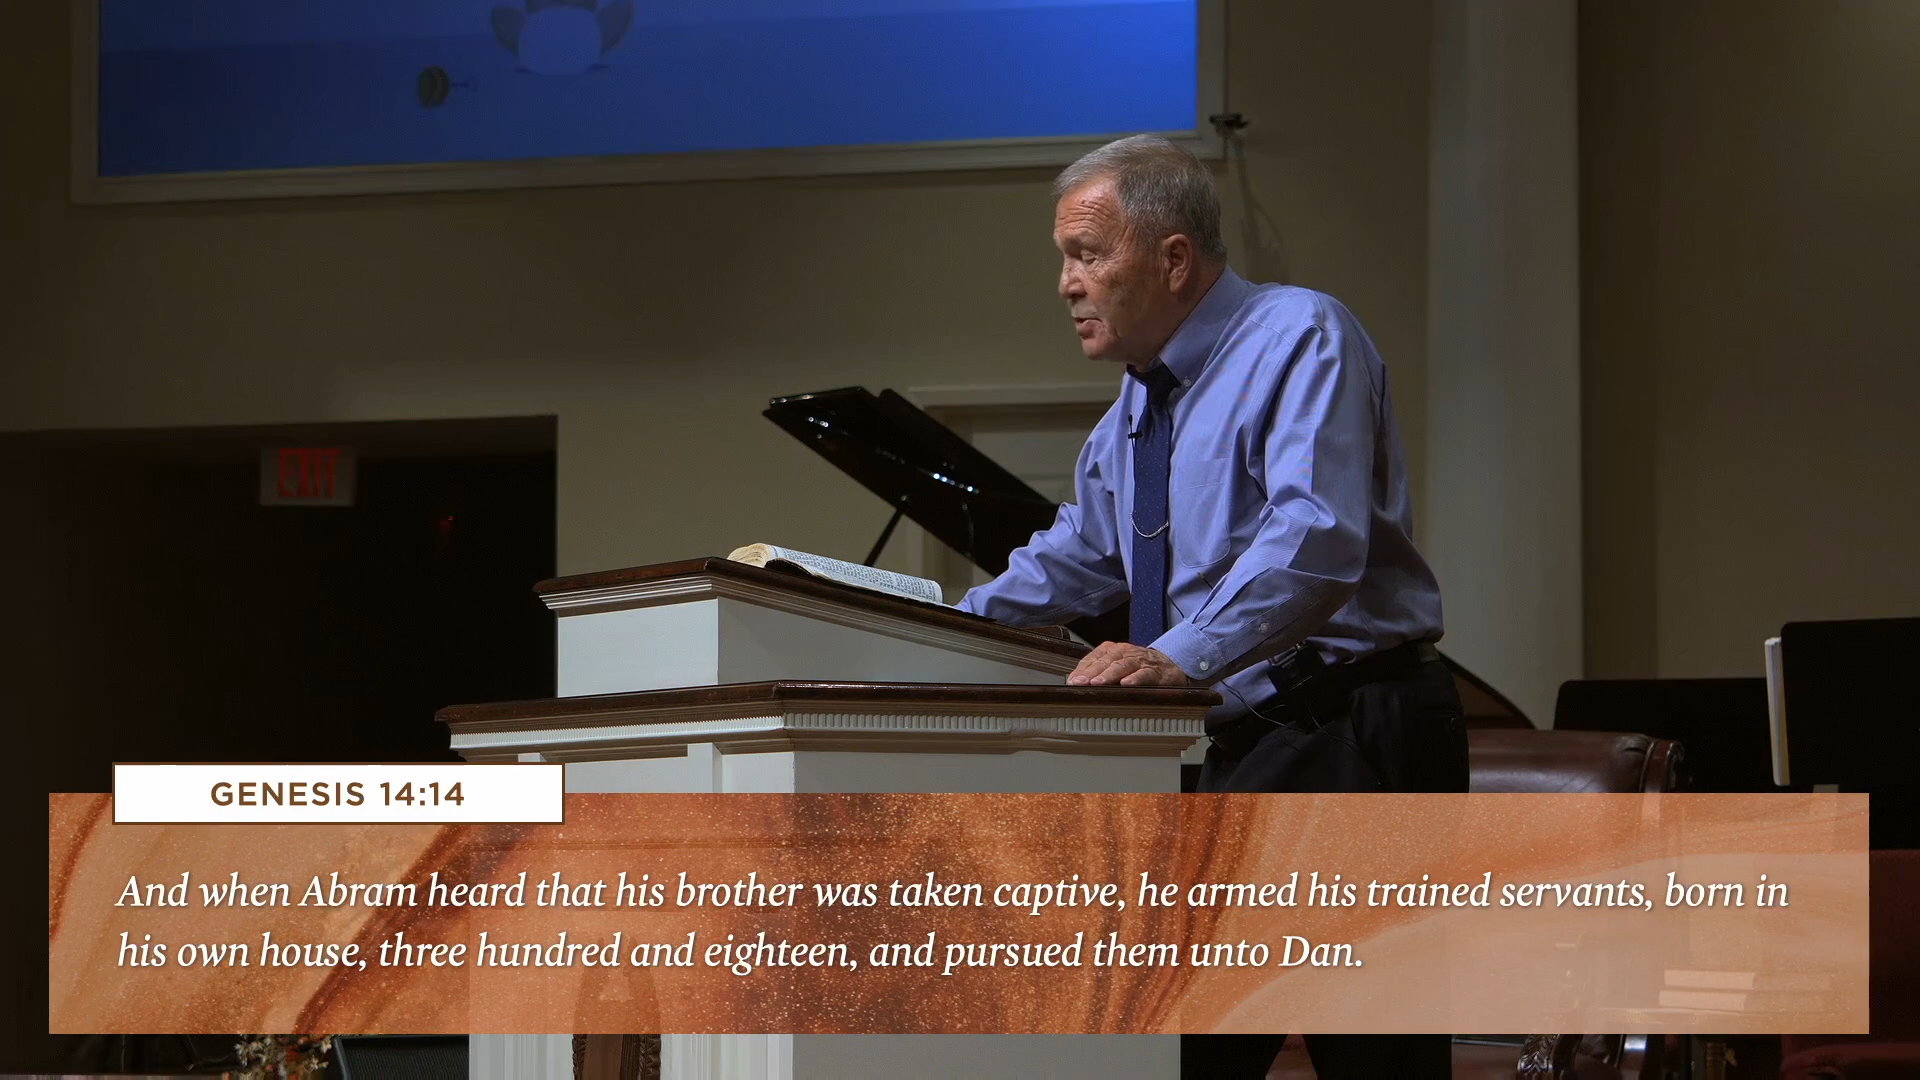 EXIT
GENESIS 14:14
And when Abram heard that his brother was taken captive, he armed his trained servants, born in
his own house, three hundred and eighteen, and pursued them unto Dan.